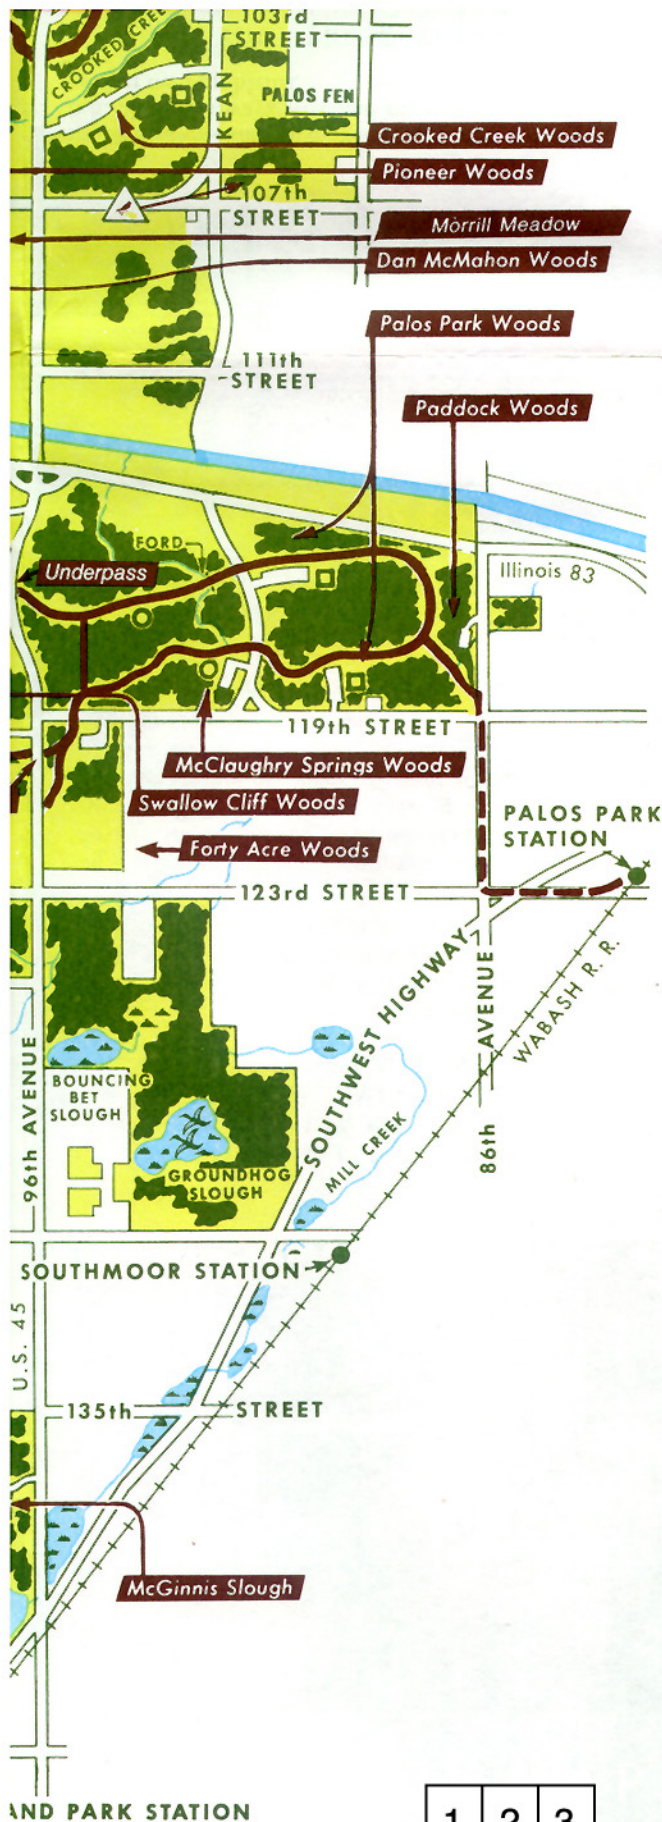 103rd
STREET
CROOKED CREE
KEAN
PALOS FEN
Crooked Creek Woods
Pioneer Woods
107th
STREET
Morrill Meadow
Dan McMahon Woods
Palos Park Woods
111th
STREET
Paddock Woods
FORD
Underpass
Illinois 83
119th STREET
McClaughry Springs Woods
Swallow Cliff Woods
PALOS PARK
STATION
Forty Acre Woods
123rd STREET
SOUTHWEST HIGHWAY
86th AVENUE
WABASH R. R.
96th AVENUE
BOUNCING
BET
SLOUGH
GROUNDHOG
SLOUGH
MILL CREEK
SOUTHMOOR STATION
U.S. 45
135th STREET
McGinnis Slough
AND PARK STATION
1 2 3